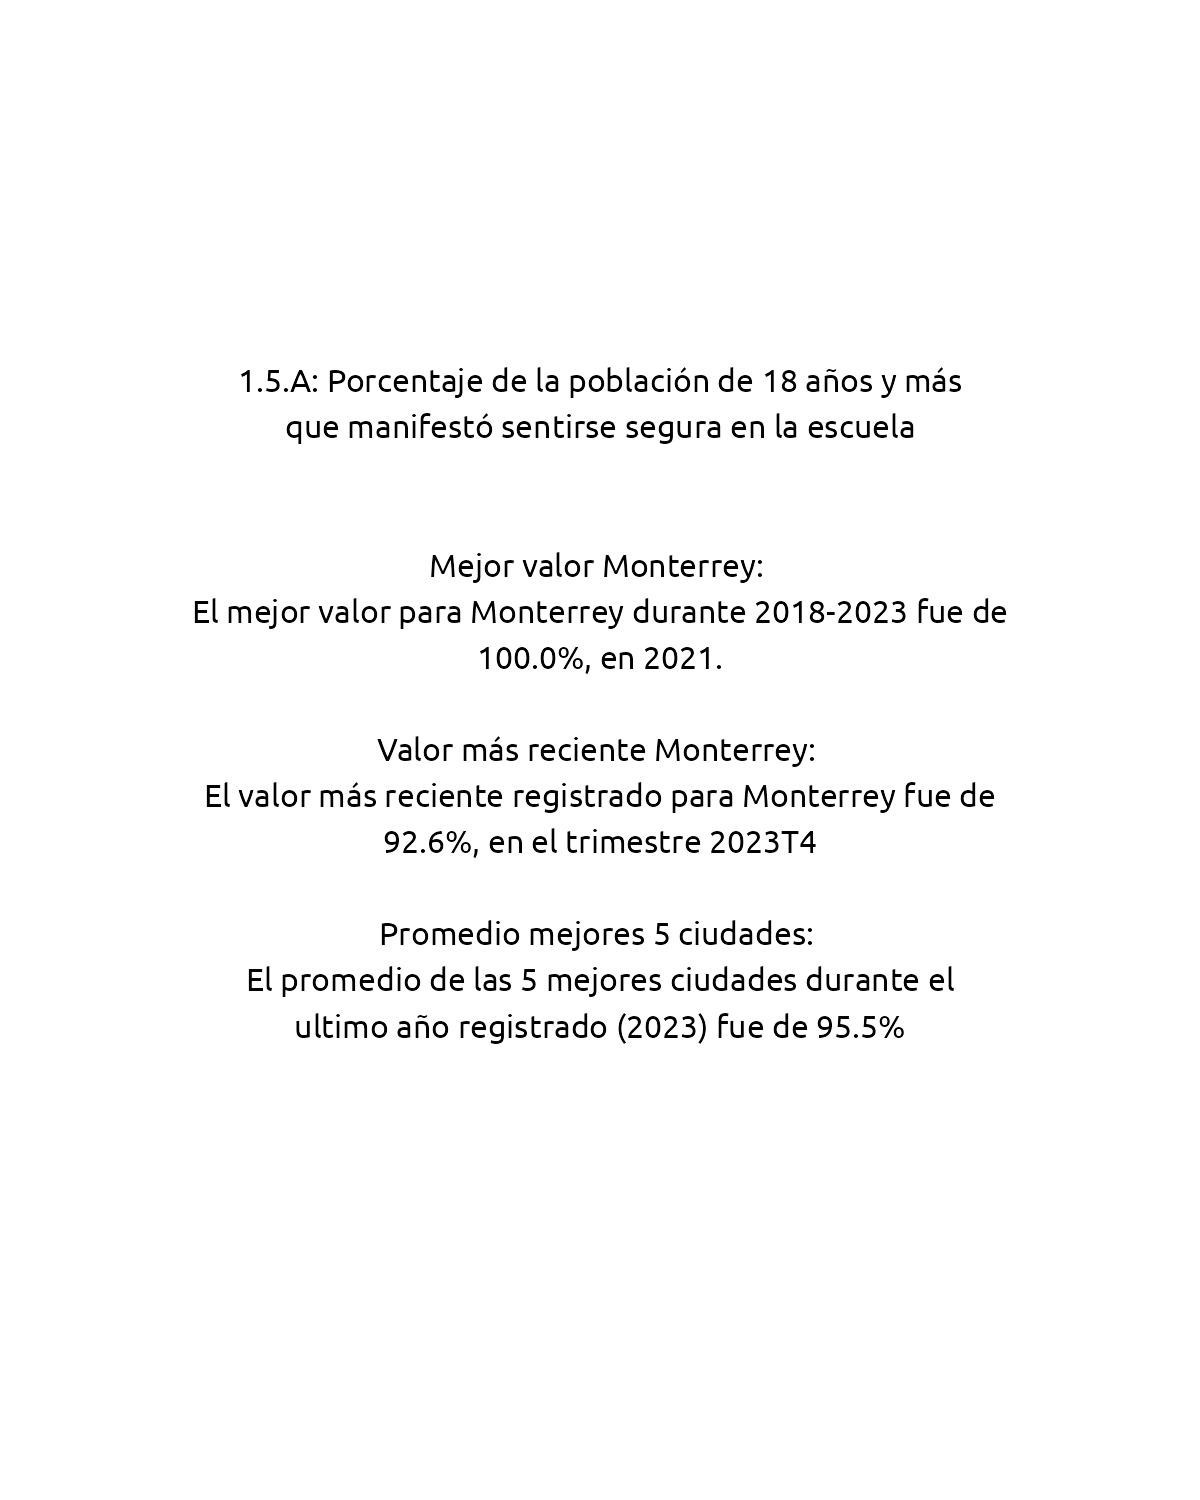 1.5.A: Porcentaje de la población de 18 años y más
que manifestó sentirse segura en la escuela
Mejor valor Monterrey:
El mejor valor para Monterrey durante 2018-2023 fue de
100.0%, en 2021.
Valor más reciente Monterrey:
El valor más reciente registrado para Monterrey fue de
92.6%, en el trimestre 2023T4
Promedio mejores 5 ciudades:
El promedio de las 5 mejores ciudades durante el
ultimo año registrado (2023) fue de 95.5%